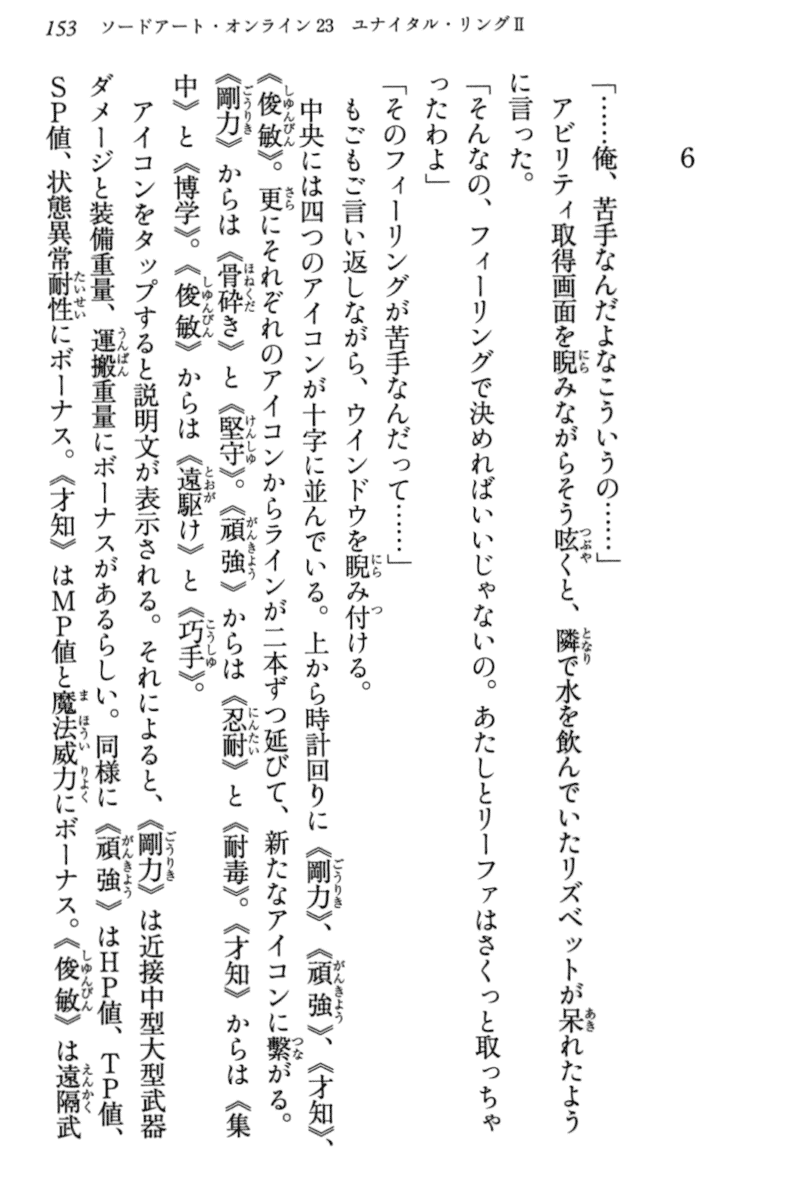 153 ソードアート・オンライン23 ユナイタル・リングⅡ
6
「……俺、苦手なんだよなこういうの……」
アビリティ取得画面を睨みながらそう呟くと、隣で水を飲んでいたリズベットが呆れたよう
に言った。
「そんなの、フィーリングで決めればいいじゃないの。あたしとリーファはさくっと取っちゃ
ったわよ」
「そのフィーリングが苦手なんだって……」
もごもご言い返しながら、ウインドウを睨み付ける。
中央には四つのアイコンが十字に並んでいる。上から時計回りに《剛力》、《頑強》、《才知》、
《俊敏》。更にそれぞれのアイコンからラインが二本ずつ延びて、新たなアイコンに繫がる。
《剛力》からは《骨砕き》と《堅守》。《頑強》からは《忍耐》と《耐毒》。《才知》からは《集
中》と《博学》。《俊敏》からは《遠駆け》と《巧手》。
アイコンをタップすると説明文が表示される。それによると、《剛力》は近接中型大型武器
ダメージと装備重量、運搬重量にボーナスがあるらしい。同様に《頑強》はHP値、TP値、
SP値、状態異常耐性にボーナス。《才知》はMP値と魔法威力にボーナス。《俊敏》は遠隔武